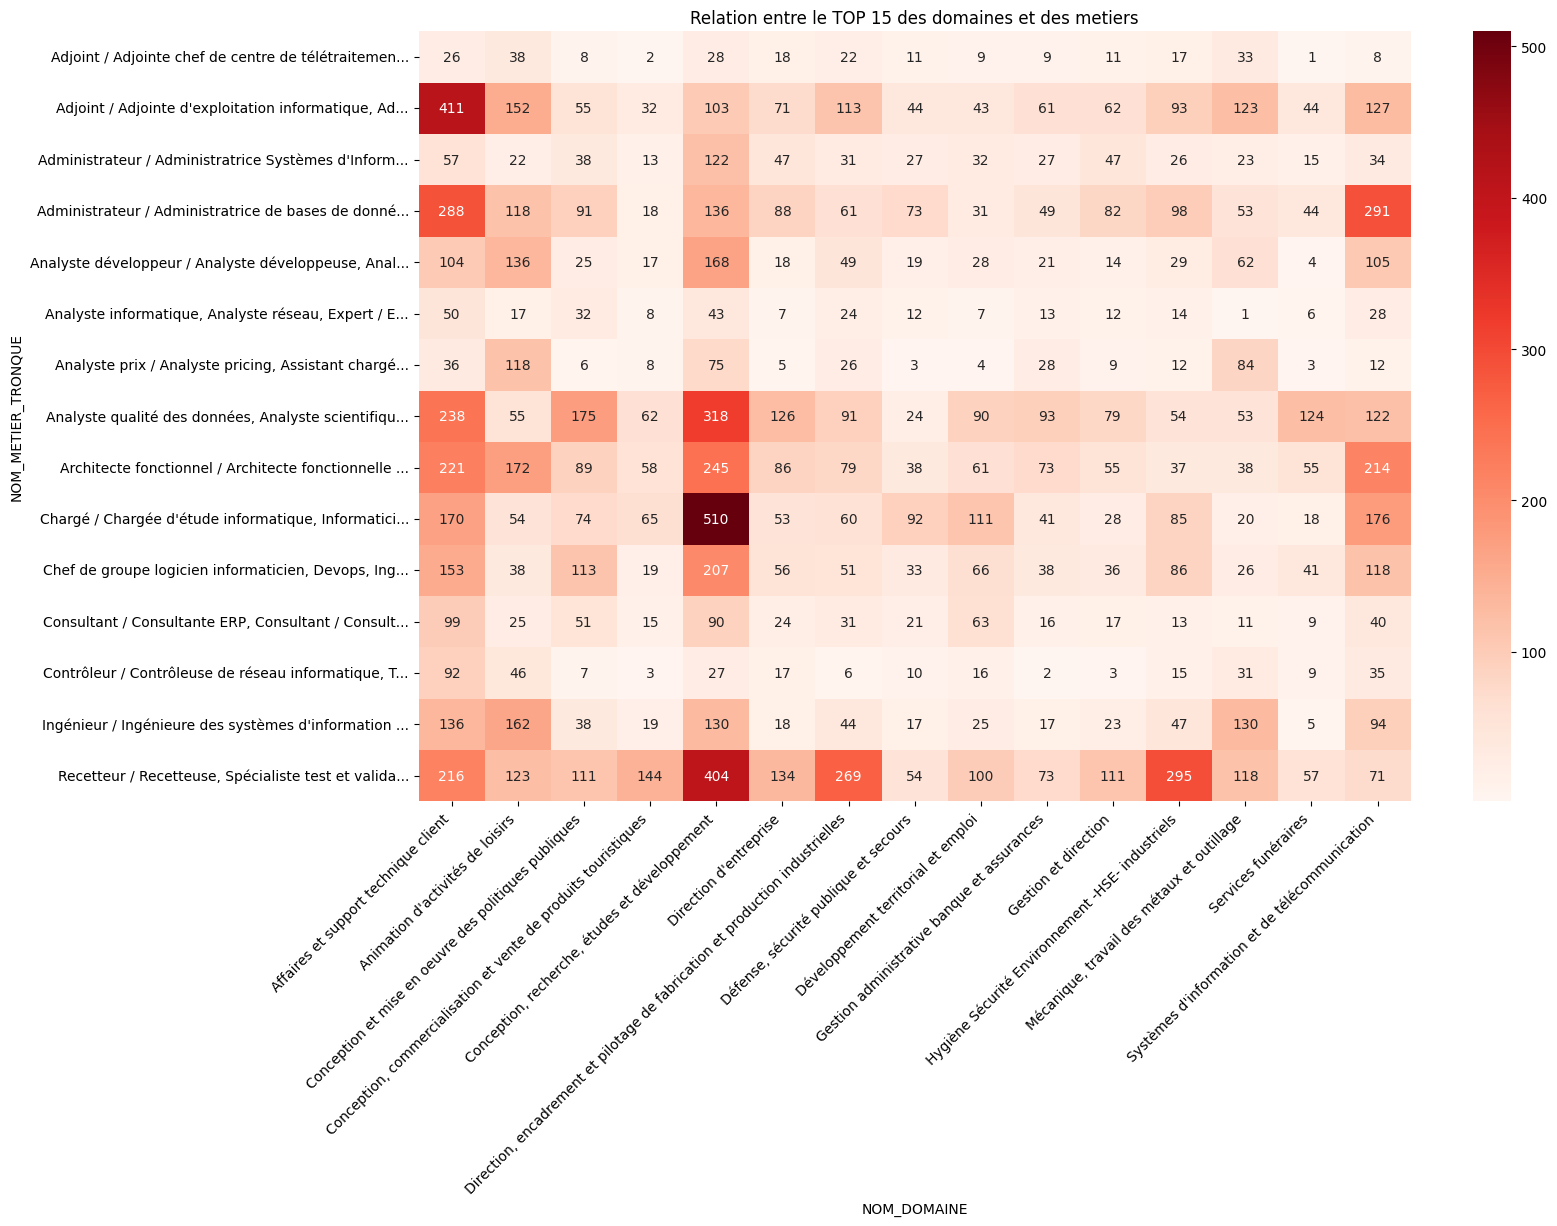 Relation entre le TOP 15 des domaines et des metiers
NOM_METIER_TRONQUE
Adjoint / Adjointe chef de centre de télétraitemen... 26 38 8 2 28 18 22 11 9 9 11 17 33 1 8
Adjoint / Adjointe d'exploitation informatique, Ad... 411 152 55 32 103 71 113 44 43 61 62 93 123 44 127
Administrateur / Administratrice Systèmes d'Inform... 57 22 38 13 122 47 31 27 32 27 47 26 23 15 34
Administrateur / Administratrice de bases de donné... 288 118 91 18 136 88 61 73 31 49 82 98 53 44 291
Analyste développeur / Analyste développeuse, Anal... 104 136 25 17 168 18 49 19 28 21 14 29 62 4 105
Analyste informatique, Analyste réseau, Expert / E... 50 17 32 8 43 7 24 12 7 13 12 14 1 6 28
Analyste prix / Analyste pricing, Assistant chargé... 36 118 6 8 75 5 26 3 4 28 9 12 84 3 12
Analyste qualité des données, Analyste scientifiqu... 238 55 175 62 318 126 91 24 90 93 79 54 53 124 122
Architecte fonctionnel / Architecte fonctionnelle ... 221 172 89 58 245 86 79 38 61 73 55 37 38 55 214
Chargé / Chargée d'étude informatique, Informatici... 170 54 74 65 510 53 60 92 111 41 28 85 20 18 176
Chef de groupe logicien informaticien, Devops, Ing... 153 38 113 19 207 56 51 33 66 38 36 86 26 41 118
Consultant / Consultante ERP, Consultant / Consult... 99 25 51 15 90 24 31 21 63 16 17 13 11 9 40
Contrôleur / Contrôleuse de réseau informatique, T... 92 46 7 3 27 17 6 10 16 2 3 15 31 9 35
Ingénieur / Ingénieure des systèmes d'information ... 136 162 38 19 130 18 44 17 25 17 23 47 130 5 94
Recetteur / Recetteuse, Spécialiste test et valida... 216 123 111 144 404 134 269 54 100 73 111 295 118 57 71
Affaires et support technique client
Animation d'activités de loisirs
Conception et mise en oeuvre des politiques publiques
Conception, commercialisation et vente de produits touristiques
Conception, recherche, études et développement
Direction d'entreprise
Direction, encadrement et pilotage de fabrication et production industrielles
Défense, sécurité publique et secours
Développement territorial et emploi
Gestion administrative banque et assurances
Gestion et direction
Hygiène Sécurité Environnement -HSE- industriels
Mécanique, travail des métaux et outillage
Services funéraires
Systèmes d'information et de télécommunication
NOM_DOMAINE
500
400
300
200
100